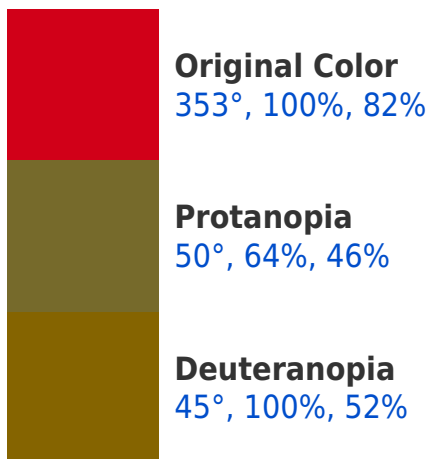 Original Color
353°, 100%, 82%
Protanopia
50°, 64%, 46%
Deuteranopia
45°, 100%, 52%